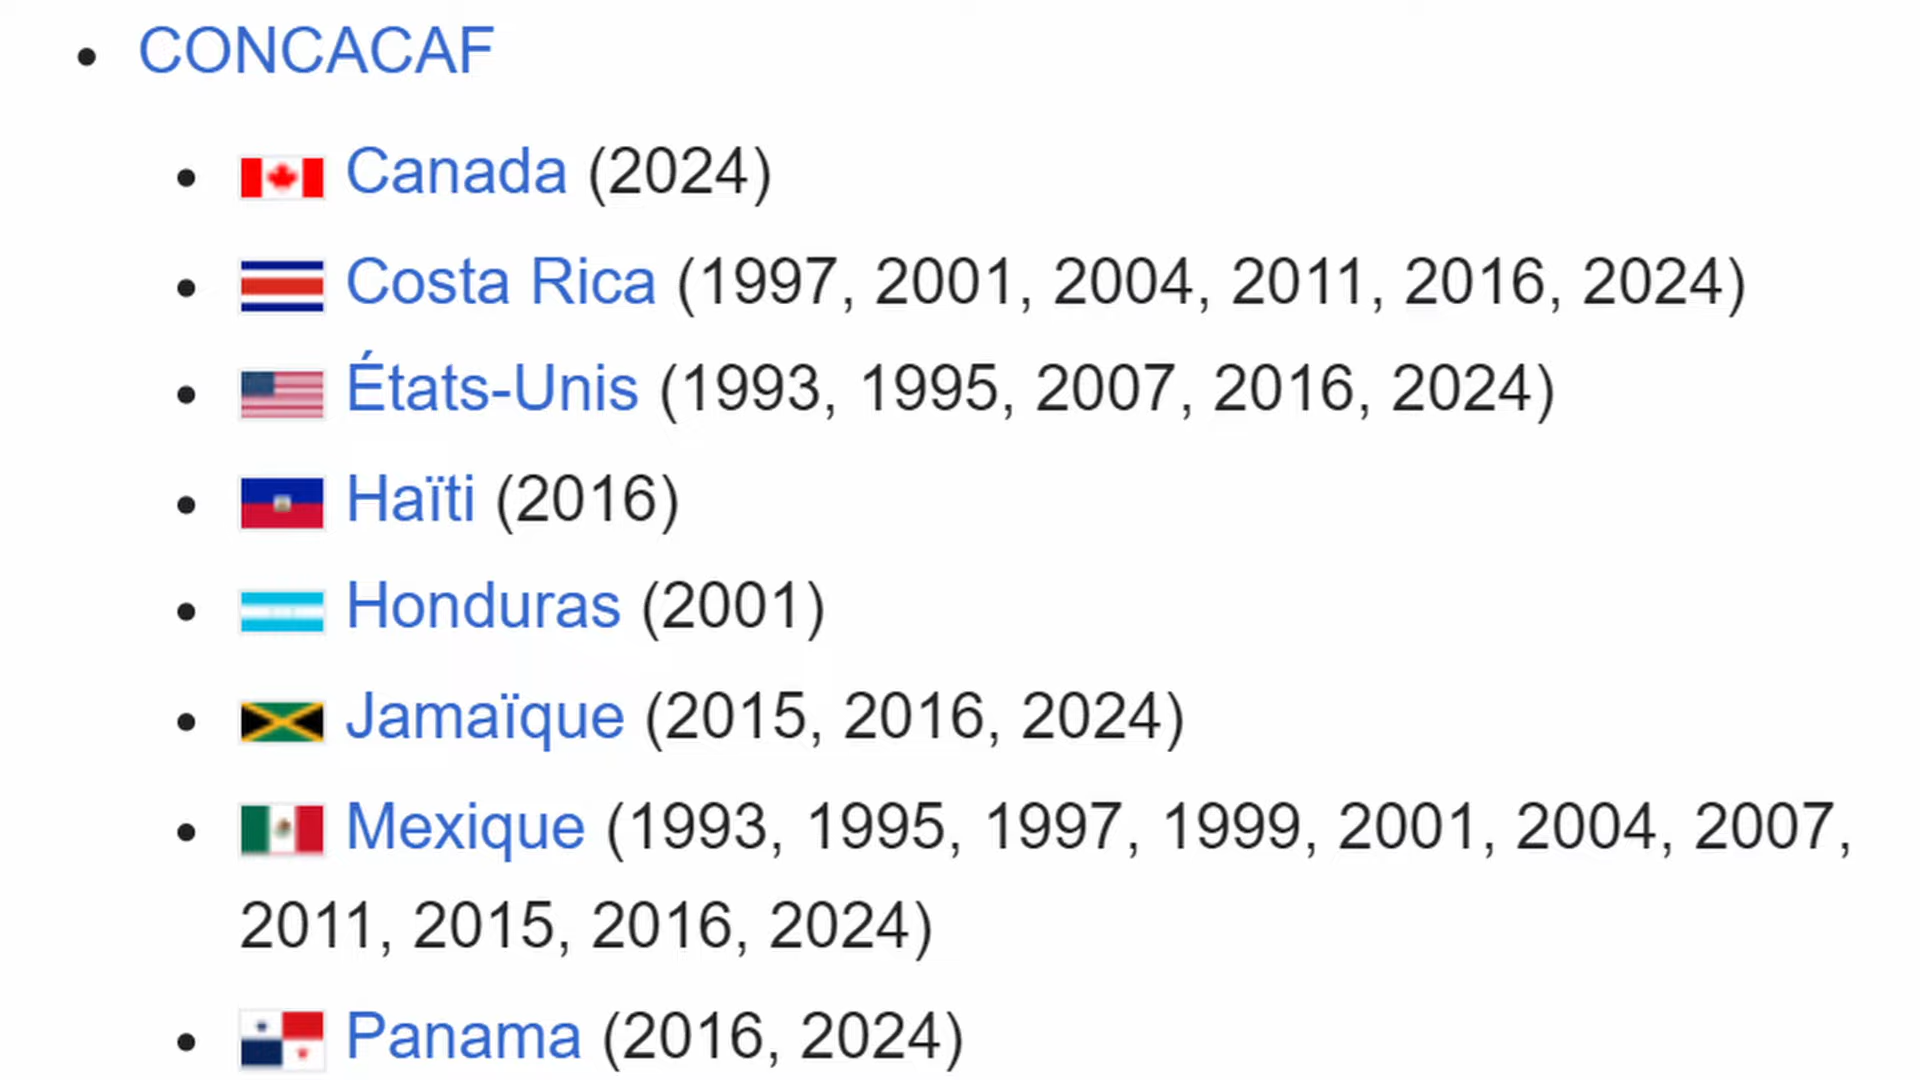 CONCACAF
Canada (2024)
Costa Rica (1997, 2001, 2004, 2011, 2016, 2024)
États-Unis (1993, 1995, 2007, 2016, 2024)
Haïti (2016)
Honduras (2001)
Jamaïque (2015, 2016, 2024)
Mexique (1993, 1995, 1997, 1999, 2001, 2004, 2007,
2011, 2015, 2016, 2024)
Panama (2016, 2024)